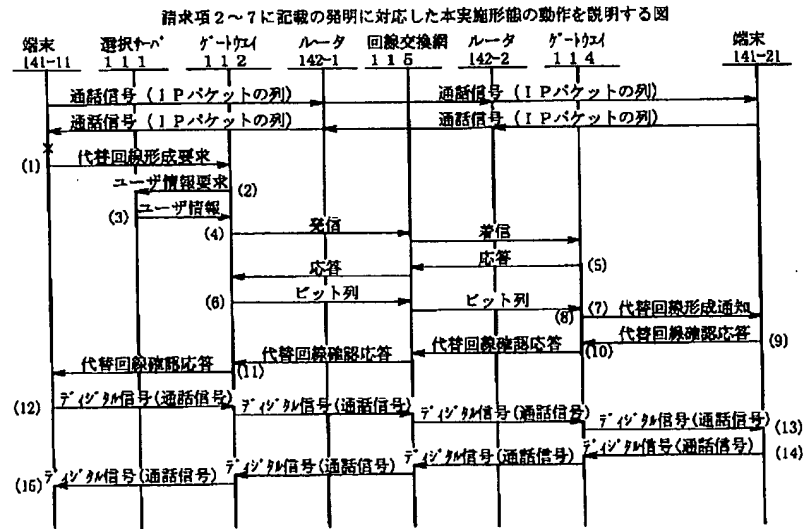 請求項2～7に記載の発明に対応した本実施形態の動作を説明する図
端末 選択ｻｰﾊﾞ ｹﾞｰﾄｳｴｲ ルータ 回線交換網 ルータ ｹﾞｰﾄｳｴｲ 端末
141-11 111 112 142-1 115 142-2 114 141-21
通話信号（IPパケットの列） 通話信号（IPパケットの列）
通話信号（IPパケットの列） 通話信号（IPパケットの列）
(1) 代替回線形成要求
ユーザ情報要求 (2)
(3) ユーザ情報
(4) 発信 着信
応答 応答 (5)
(6) ビット列 ビット列 (8) (7) 代替回線形成通知
代替回線確認応答 (11) 代替回線確認応答 代替回線確認応答 (10) 代替回線確認応答 (9)
(12) ﾃﾞｨｼﾞﾀﾙ信号(通話信号) ﾃﾞｨｼﾞﾀﾙ信号(通話信号) ﾃﾞｨｼﾞﾀﾙ信号(通話信号) ﾃﾞｨｼﾞﾀﾙ信号(通話信号) (13)
(15) ﾃﾞｨｼﾞﾀﾙ信号(通話信号) ﾃﾞｨｼﾞﾀﾙ信号(通話信号) ﾃﾞｨｼﾞﾀﾙ信号(通話信号) ﾃﾞｨｼﾞﾀﾙ信号(通話信号) (14)